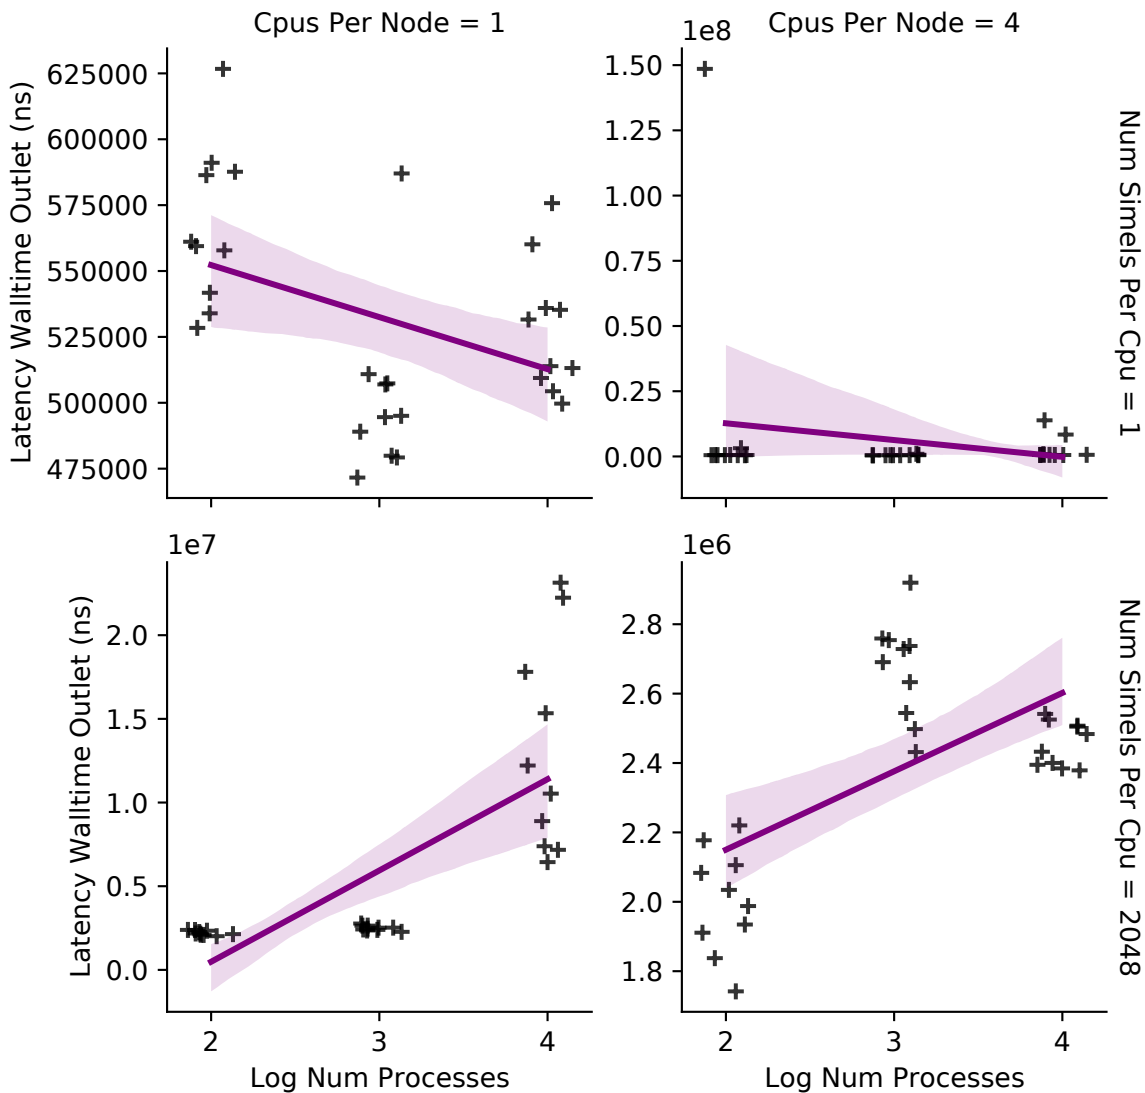 Cpus Per Node = 1
Cpus Per Node = 4
1e8
Latency Walltime Outlet (ns)
625000
600000
575000
550000
525000
500000
475000
1.50
1.25
1.00
0.75
0.50
0.25
0.00
Num Simels Per Cpu = 1
1e7
1e6
Latency Walltime Outlet (ns)
2.0
1.5
1.0
0.5
0.0
2.8
2.6
2.4
2.2
2.0
1.8
Num Simels Per Cpu = 2048
2 3 4
2 3 4
Log Num Processes
Log Num Processes